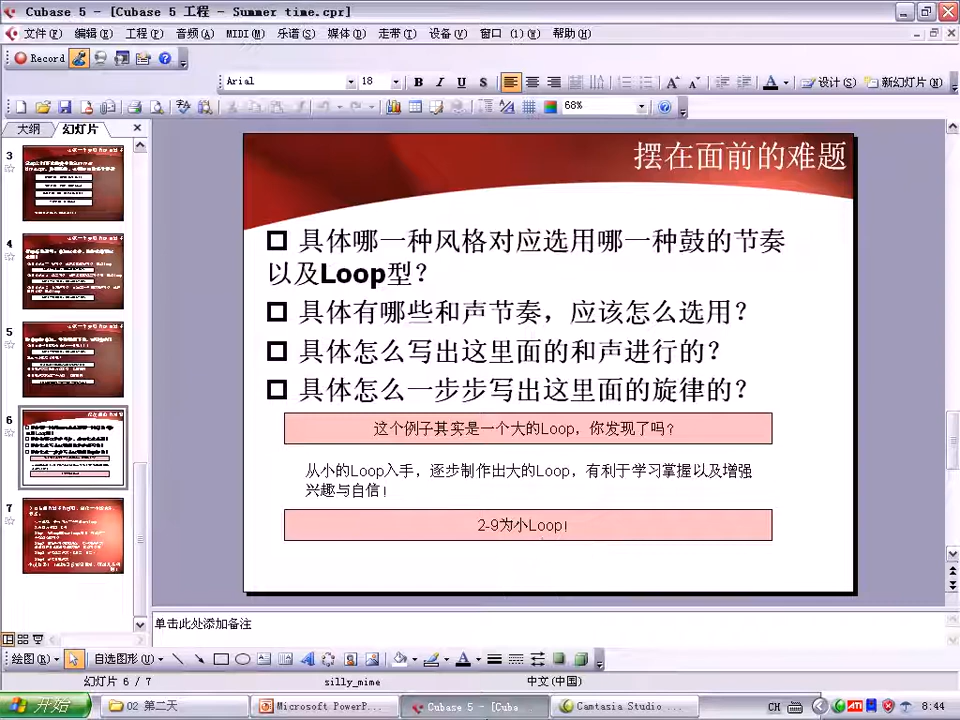 Cubase 5 - [Cubase 5 工程 - Summer time.cpr]
文件(F) 编辑(E) 工程(P) 音频(A) MIDI(M) 乐谱(S) 媒体(D) 走带(T) 设备(V) 窗口 (1)(W) 帮助(H)
Record
Arial 18 B I U S 设计(S) 新幻灯片(N)
68%
大纲 幻灯片
3
4
5
6
7
摆在面前的难题
具体哪一种风格对应选用哪一种鼓的节奏
以及Loop型？
具体有哪些和声节奏，应该怎么选用？
具体怎么写出这里面的和声进行的？
具体怎么一步步写出这里面的旋律的？
这个例子其实是一个大的Loop，你发现了吗？
从小的Loop入手，逐步制作出大的Loop，有利于学习掌握以及增强
兴趣与自信！
2-9为小Loop！
单击此处添加备注
绘图(R) 自选图形(U)
幻灯片 6 / 7 silly_mime 中文(中国)
开始 02 第二天 Microsoft PowerP... Cubase 5 - [Cuba... Camtasia Studio ... CH 8:44